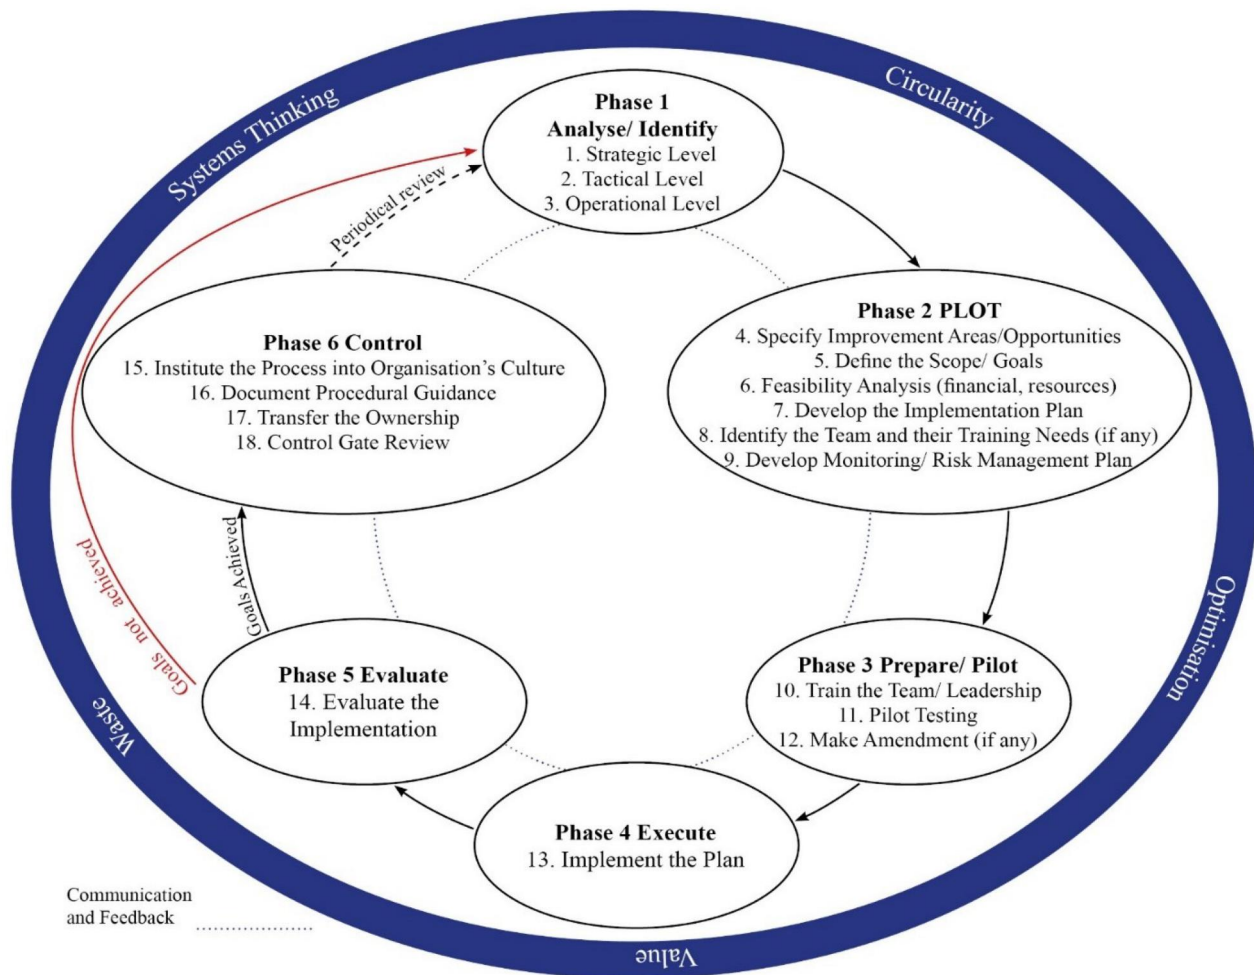 Systems Thinking
Circularity
Optimisation
Value
Waste
Phase 1
Analyse/ Identify
1. Strategic Level
2. Tactical Level
3. Operational Level
Periodical review
Phase 2 PLOT
4. Specify Improvement Areas/Opportunities
5. Define the Scope/ Goals
6. Feasibility Analysis (financial, resources)
7. Develop the Implementation Plan
8. Identify the Team and their Training Needs (if any)
9. Develop Monitoring/ Risk Management Plan
Phase 6 Control
15. Institute the Process into Organisation’s Culture
16. Document Procedural Guidance
17. Transfer the Ownership
18. Control Gate Review
Goals Achieved
Goals not achieved
Phase 3 Prepare/ Pilot
10. Train the Team/ Leadership
11. Pilot Testing
12. Make Amendment (if any)
Phase 5 Evaluate
14. Evaluate the
Implementation
Phase 4 Execute
13. Implement the Plan
Communication
and Feedback